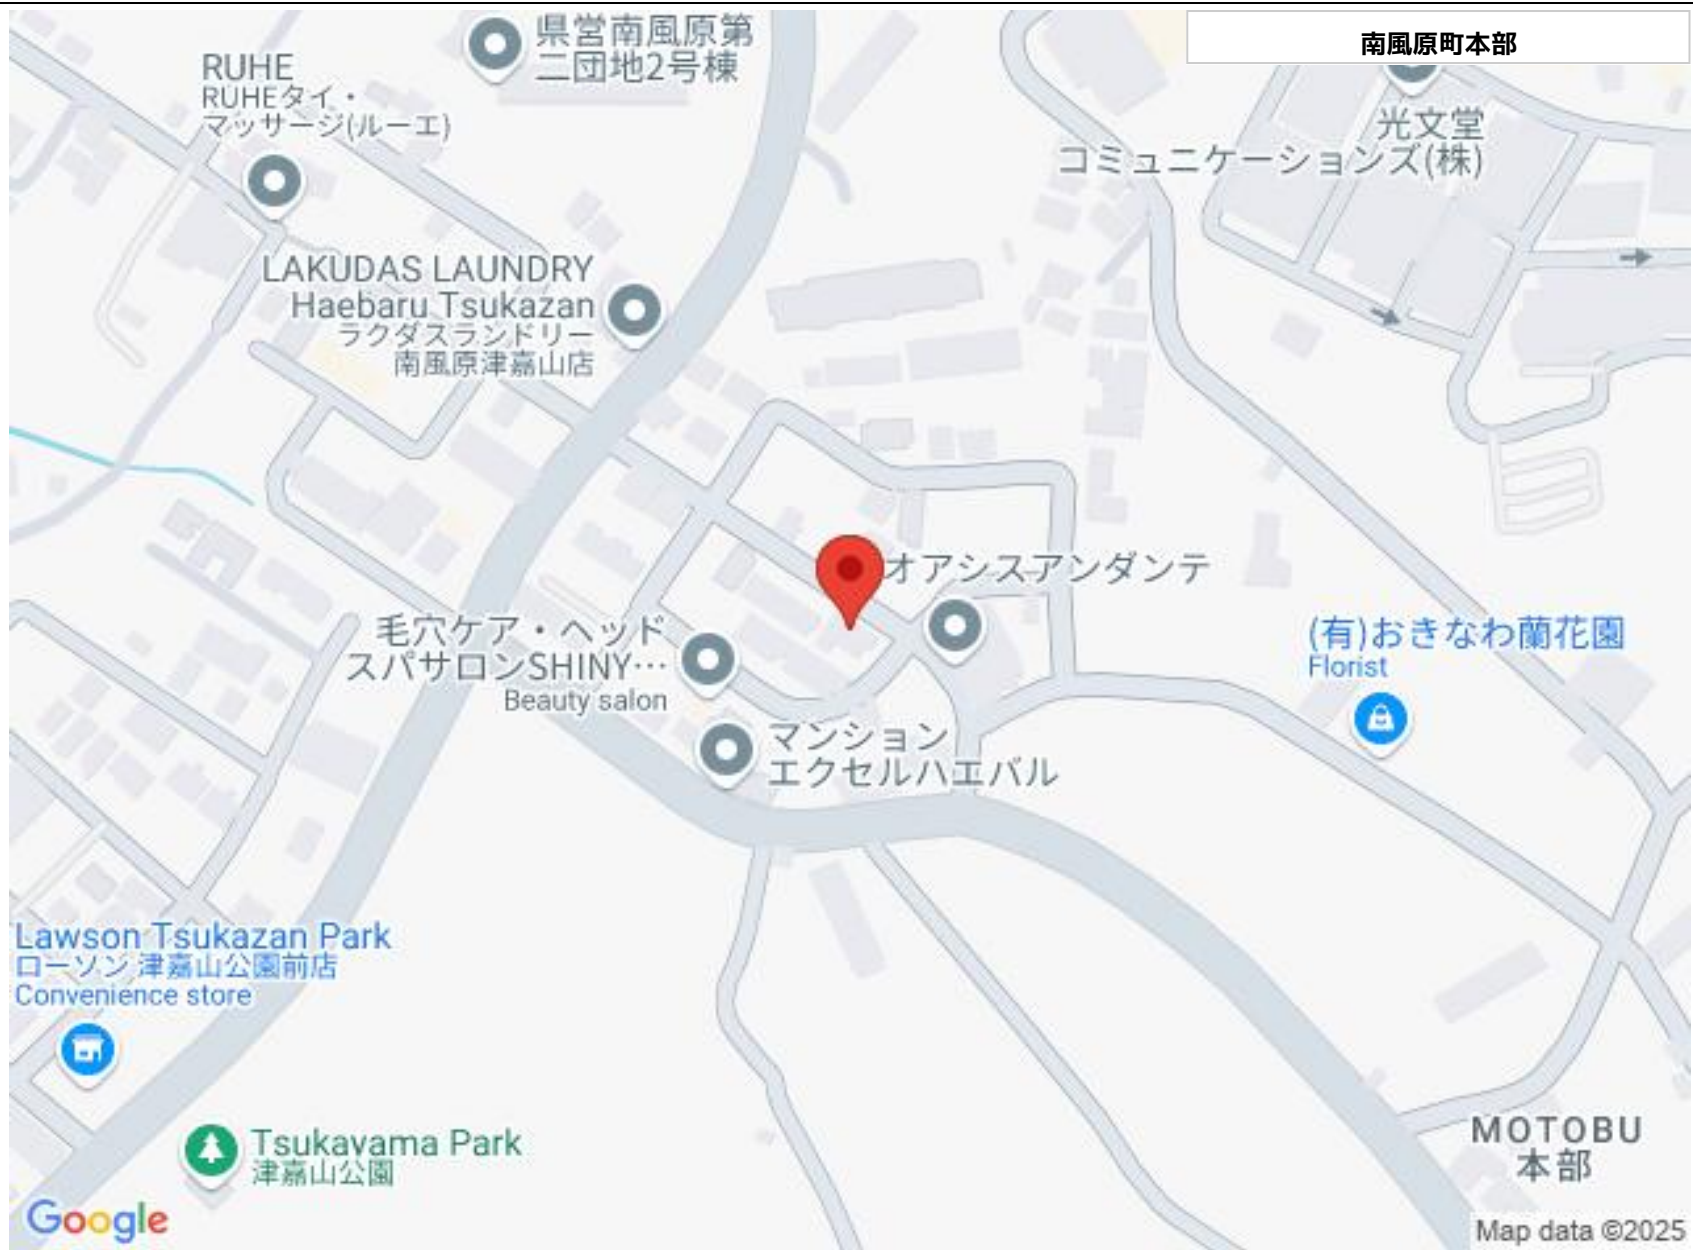 南風原町本部
県営南風原第
二団地2号棟
RUHE
RUHEタイ・
マッサージ(ルーエ)
光文堂
コミュニケーションズ(株)
LAKUDAS LAUNDRY
Haebaru Tsukazan
ラクダスランドリー
南風原津嘉山店
オアシスアンダンテ
毛穴ケア・ヘッド
スパサロンSHINY…
Beauty salon
(有)おきなわ蘭花園
Florist
マンション
エクセルハエバル
Lawson Tsukazan Park
ローソン 津嘉山公園前店
Convenience store
Tsukayama Park
津嘉山公園
MOTOBU
本部
Google
Map data ©2025